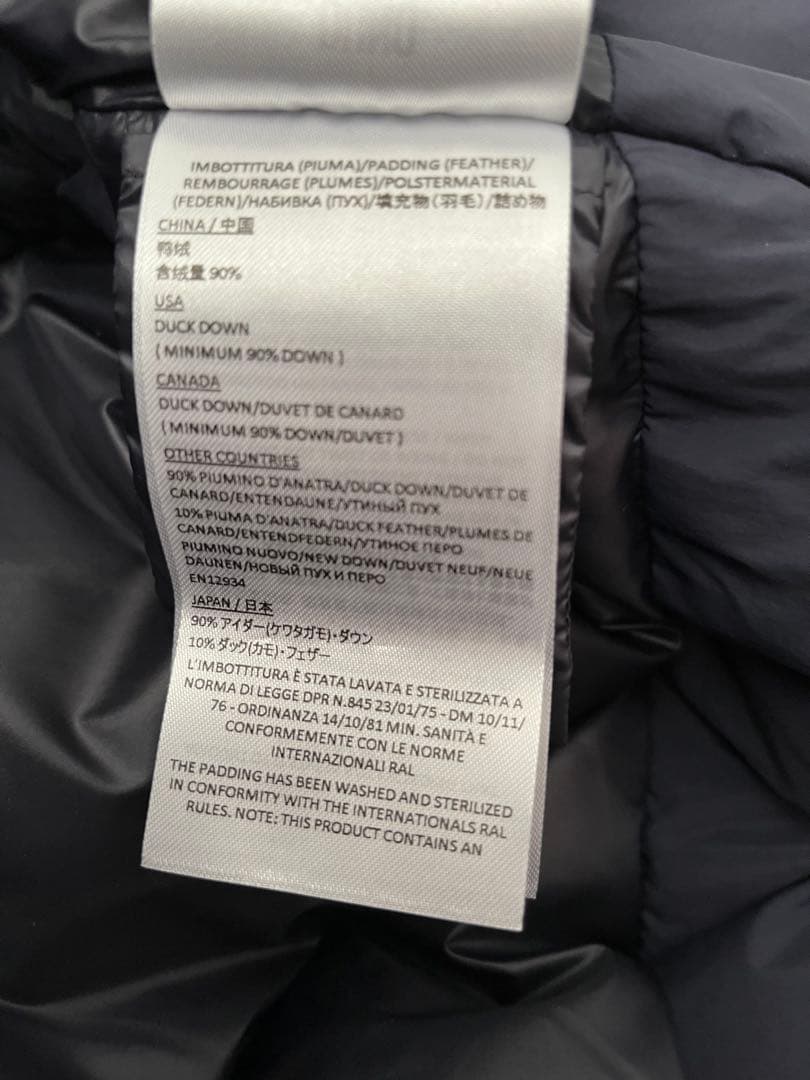 IMBOTTITURA (PIUMA)/PADDING (FEATHER)/
REMBOURRAGE (PLUMES)/POLSTERMATERIAL
(FEDERN)/НАБИВКА (ПУХ)/填充物(羽毛)/詰め物
CHINA / 中国
鸭绒
含绒量 90%
USA
DUCK DOWN
( MINIMUM 90% DOWN )
CANADA
DUCK DOWN/DUVET DE CANARD
( MINIMUM 90% DOWN/DUVET )
OTHER COUNTRIES
90% PIUMINO D'ANATRA/DUCK DOWN/DUVET DE
CANARD/ENTENDAUNE/УТИНЫЙ ПУХ
10% PIUMA D'ANATRA/DUCK FEATHER/PLUMES DE
CANARD/ENTENDFEDERN/УТИНОЕ ПЕРО
PIUMINO NUOVO/NEW DOWN/DUVET NEUF/NEUE
DAUNEN/НОВЫЙ ПУХ И ПЕРО
EN12934
JAPAN / 日本
90% アイダー(ケワタガモ)・ダウン
10% ダック(カモ)・フェザー
L'IMBOTTITURA È STATA LAVATA E STERILIZZATA A
NORMA DI LEGGE DPR N.845 23/01/75 - DM 10/11/
76 - ORDINANZA 14/10/81 MIN. SANITÀ E
CONFORMEMENTE CON LE NORME
INTERNAZIONALI RAL
THE PADDING HAS BEEN WASHED AND STERILIZED
IN CONFORMITY WITH THE INTERNATIONALS RAL
RULES. NOTE: THIS PRODUCT CONTAINS AN